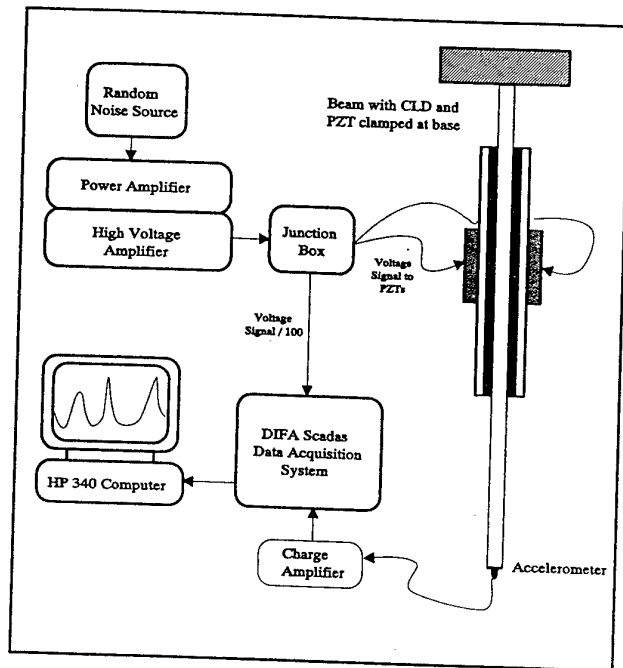 Random
Noise Source
Power Amplifier
High Voltage
Amplifier
Junction
Box
Beam with CLD and
PZT clamped at base
Voltage
Signal to
PZTs
Voltage
Signal / 100
DIFA Scadas
Data Acquisition
System
HP 340 Computer
Charge
Amplifier
Accelerometer